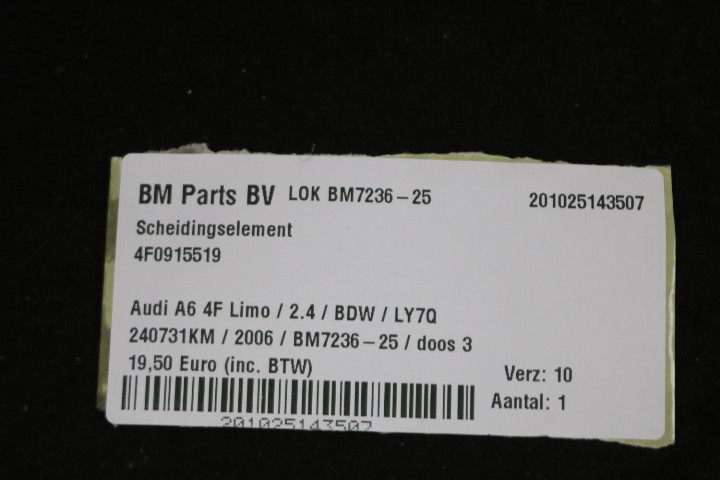 BM Parts BV LOK BM7236-25 201025143507
Scheidingselement
4F0915519
Audi A6 4F Limo / 2.4 / BDW / LY7Q
240731KM / 2006 / BM7236-25 / doos 3
19,50 Euro (inc. BTW)
Verz: 10
Aantal: 1
201025143507